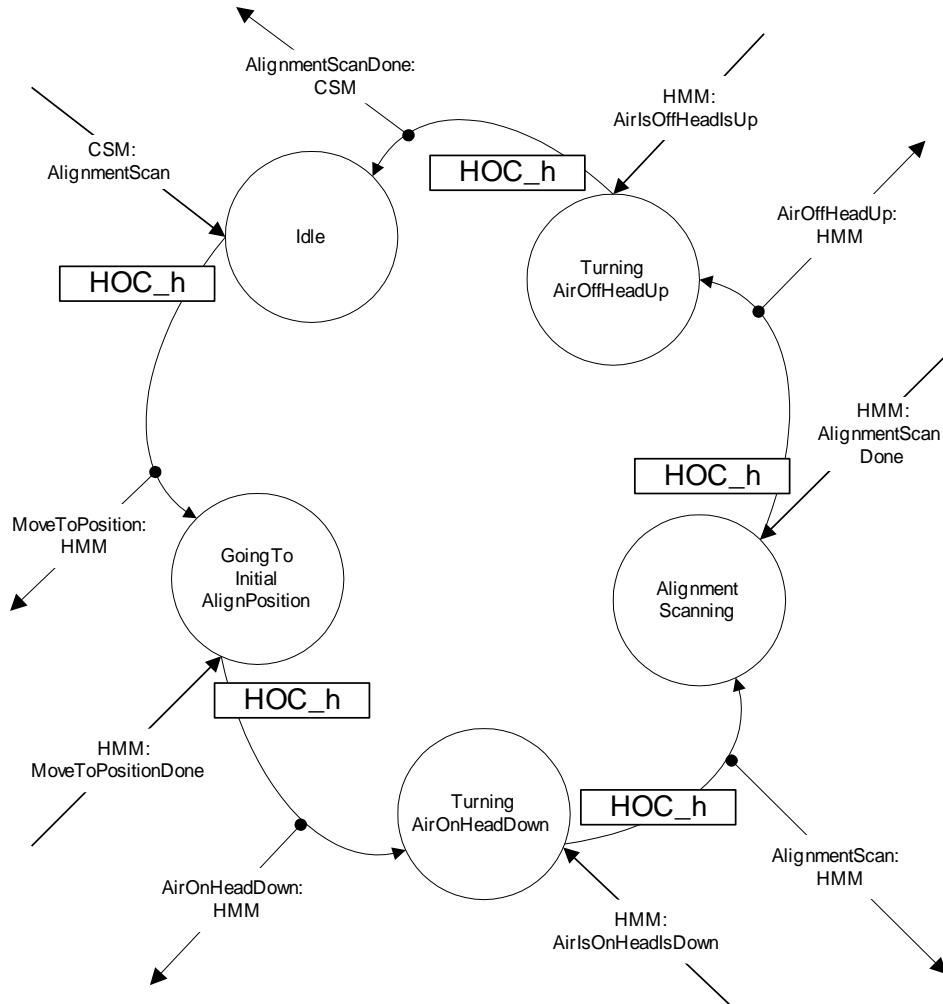 AlignmentScanDone:
CSM
HMM:
AirIsOffHeadIsUp
CSM:
AlignmentScan
HOC_h
AirOffHeadUp:
HMM
Idle
Turning
AirOffHeadUp
HOC_h
HMM:
AlignmentScan
Done
HOC_h
MoveToPosition:
HMM
GoingTo
Initial
AlignPosition
Alignment
Scanning
HOC_h
HMM:
MoveToPositionDone
Turning
AirOnHeadDown
HOC_h
AlignmentScan:
HMM
AirOnHeadDown:
HMM
HMM:
AirIsOnHeadIsDown